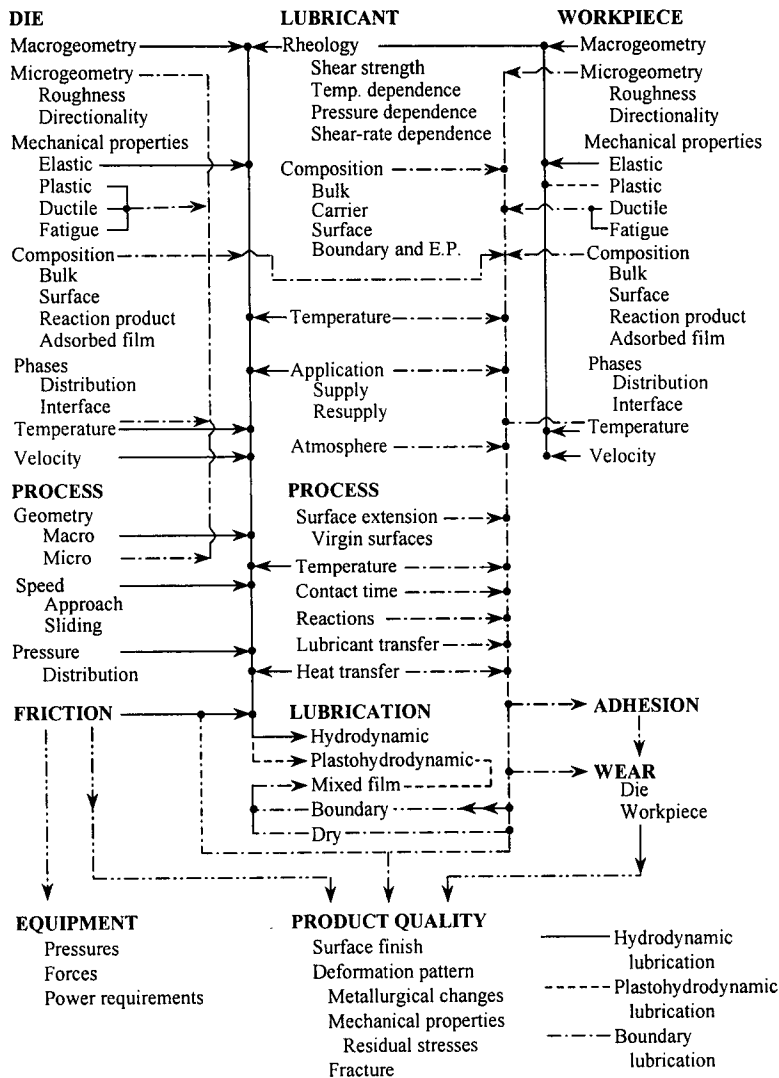 DIE
Macrogeometry
Microgeometry
Roughness
Directionality
Mechanical properties
Elastic
Plastic
Ductile
Fatigue
Composition
Bulk
Surface
Reaction product
Adsorbed film
Phases
Distribution
Interface
Temperature
Velocity
PROCESS
Geometry
Macro
Micro
Speed
Approach
Sliding
Pressure
Distribution
FRICTION
EQUIPMENT
Pressures
Forces
Power requirements
LUBRICANT
Rheology
Shear strength
Temp. dependence
Pressure dependence
Shear-rate dependence
Composition
Bulk
Carrier
Surface
Boundary and E.P.
Temperature
Application
Supply
Resupply
Atmosphere
PROCESS
Surface extension
Virgin surfaces
Temperature
Contact time
Reactions
Lubricant transfer
Heat transfer
LUBRICATION
Hydrodynamic
Plastohydrodynamic
Mixed film
Boundary
Dry
PRODUCT QUALITY
Surface finish
Deformation pattern
Metallurgical changes
Mechanical properties
Residual stresses
Fracture
WORKPIECE
Macrogeometry
Microgeometry
Roughness
Directionality
Mechanical properties
Elastic
Plastic
Ductile
Fatigue
Composition
Bulk
Surface
Reaction product
Adsorbed film
Phases
Distribution
Interface
Temperature
Velocity
ADHESION
WEAR
Die
Workpiece
Hydrodynamic
lubrication
Plastohydrodynamic
lubrication
Boundary
lubrication